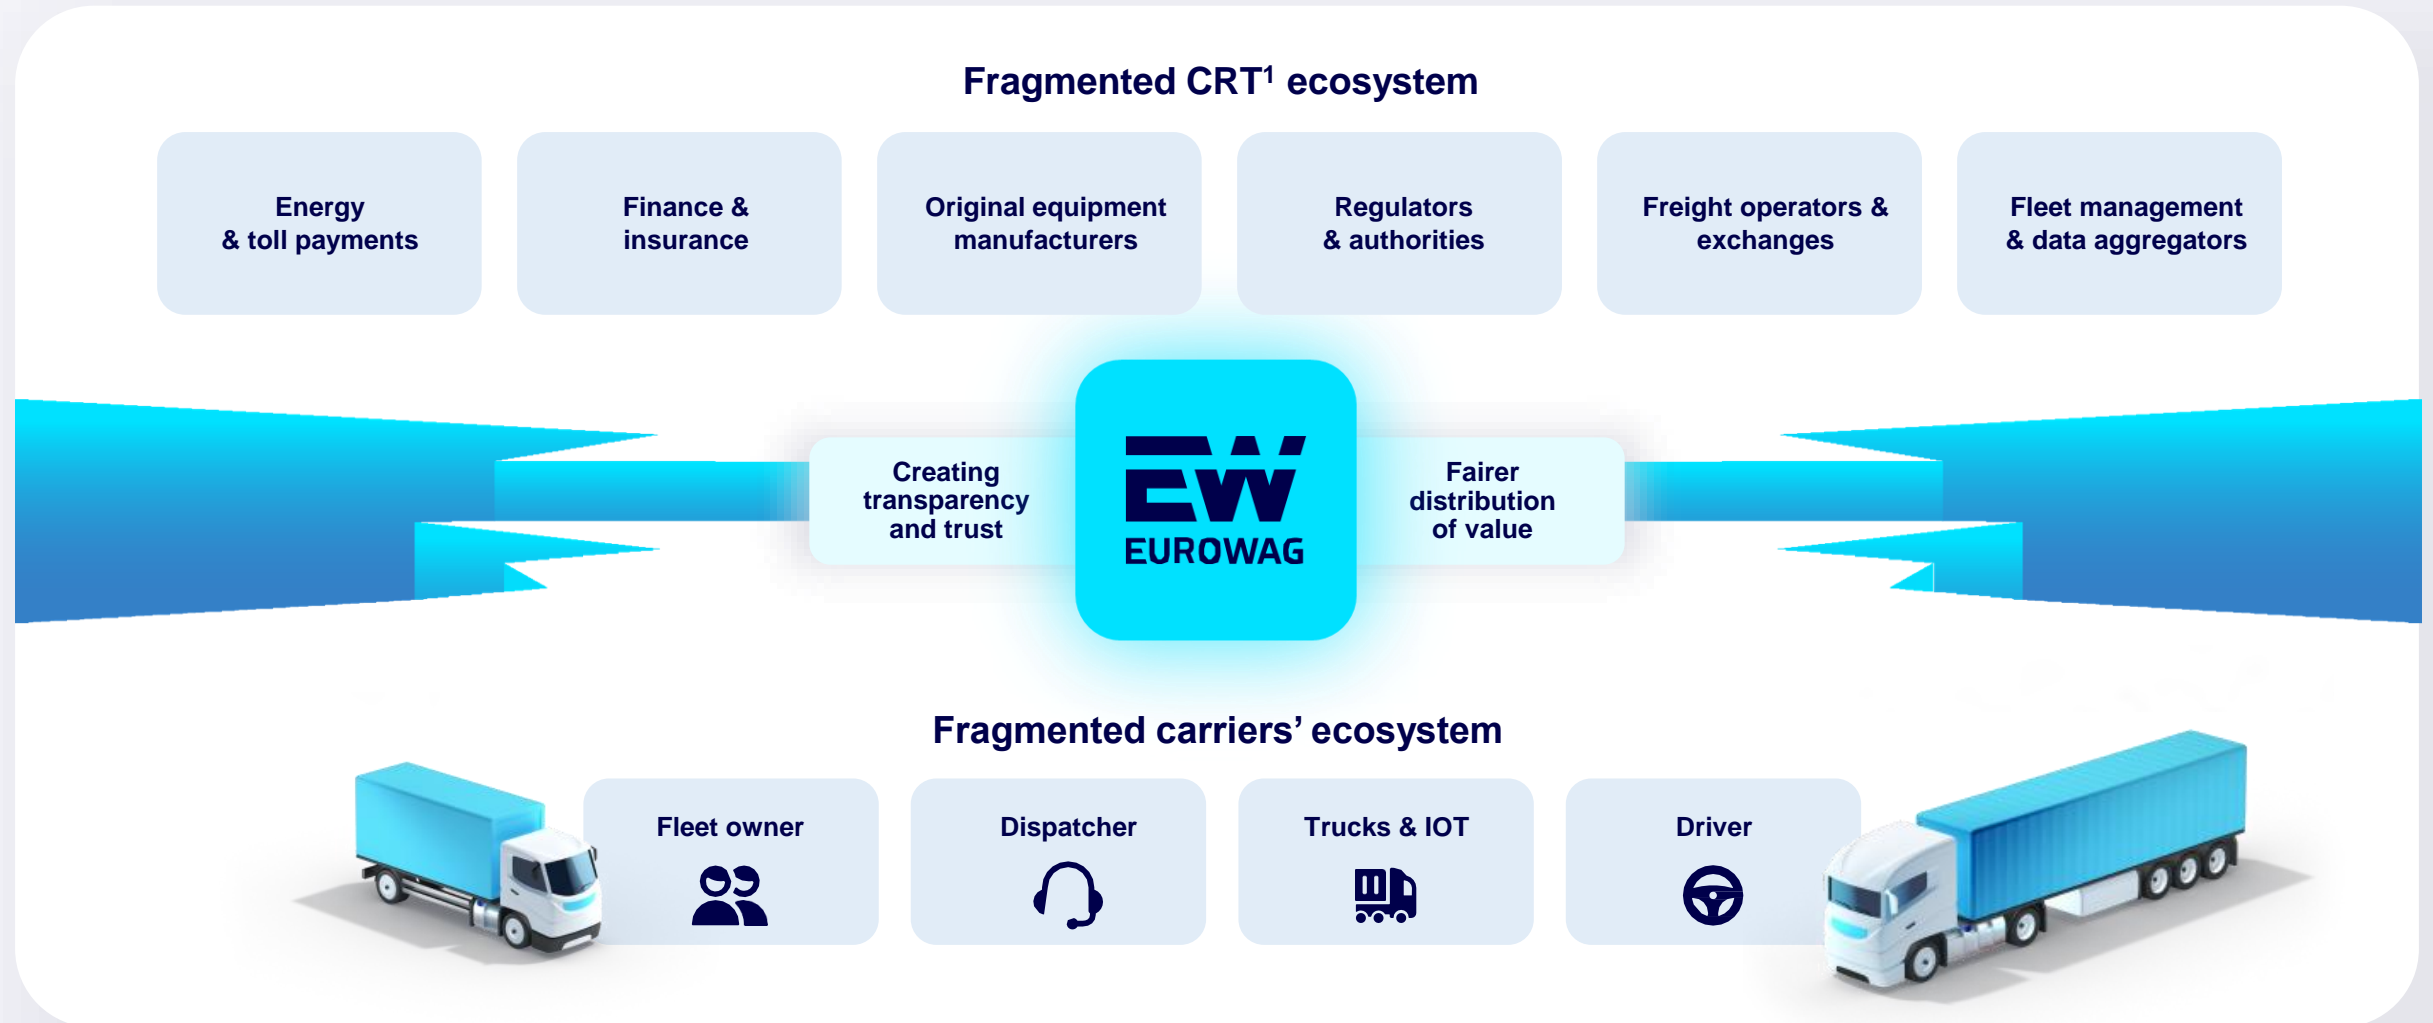 Fragmented CRT¹ ecosystem
Energy
& toll payments
Finance &
insurance
Original equipment
manufacturers
Regulators
& authorities
Freight operators &
exchanges
Fleet management
& data aggregators
Creating
transparency
and trust
EW
EUROWAG
Fairer
distribution
of value
Fragmented carriers’ ecosystem
Fleet owner
Dispatcher
Trucks & IOT
Driver